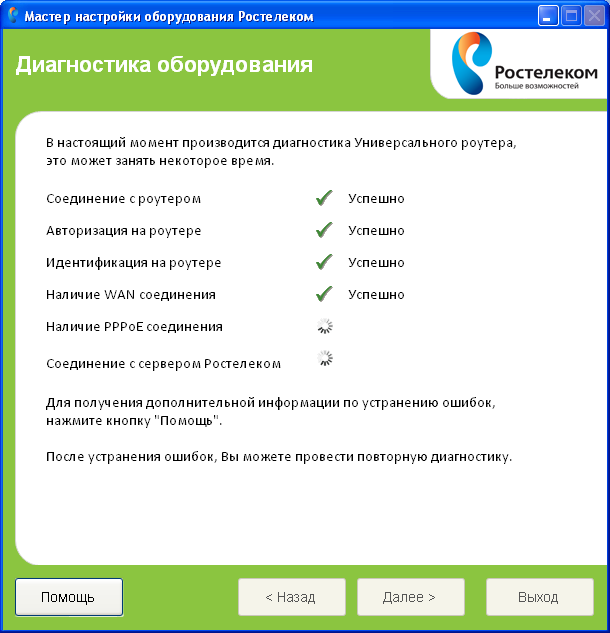 Мастер настройки оборудования Ростелеком
Диагностика оборудования
Ростелеком
Больше возможностей
В настоящий момент производится диагностика Универсального роутера,
это может занять некоторое время.
Соединение с роутером Успешно
Авторизация на роутере Успешно
Идентификация на роутере Успешно
Наличие WAN соединения Успешно
Наличие PPPoE соединения
Соединение с сервером Ростелеком
Для получения дополнительной информации по устранению ошибок,
нажмите кнопку "Помощь".
После устранения ошибок, Вы можете провести повторную диагностику.
Помощь < Назад Далее > Выход